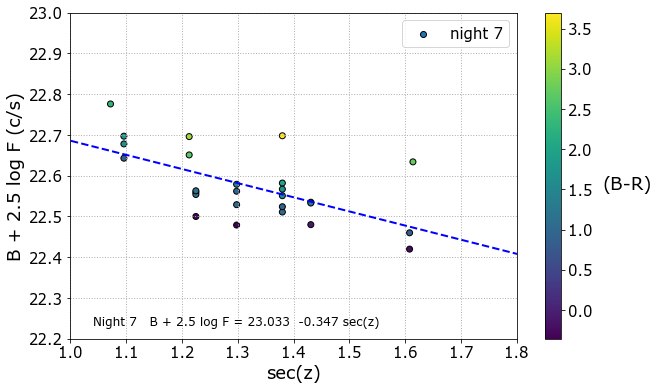 23.0
22.9
22.8
22.7
22.6
22.5
22.4
22.3
22.2
B + 2.5 log F (c/s)
night 7
Night 7 B + 2.5 log F = 23.033 -0.347 sec(z)
1.0 1.1 1.2 1.3 1.4 1.5 1.6 1.7 1.8
sec(z)
3.5
3.0
2.5
2.0
1.5
1.0
0.5
0.0
(B-R)